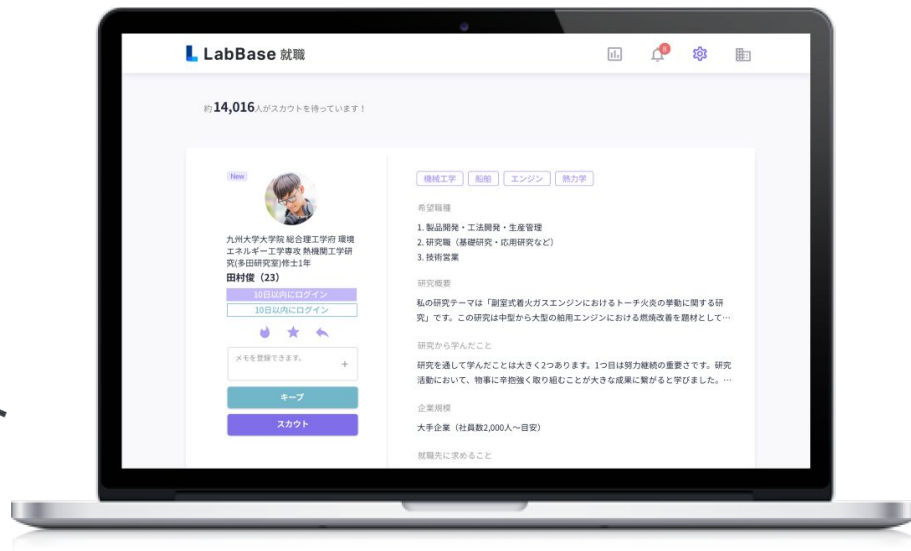 LabBase 就職
8
約14,016人がスカウトを待っています！
New
九州大学大学院 総合理工学府 環境
エネルギー工学専攻 熱機関工学研
究(多田研究室)修士1年
田村俊（23）
10日以内にログイン
10日以内にログイン
メモを登録できます。
+
キープ
スカウト
機械工学 船舶 エンジン 熱力学
希望職種
1. 製品開発・工法開発・生産管理
2. 研究職（基礎研究・応用研究など）
3. 技術営業
研究概要
私の研究テーマは「副室式着火ガスエンジンにおけるトーチ火炎の挙動に関する研
究」です。この研究は中型から大型の舶用エンジンにおける燃焼改善を題材として…
研究から学んだこと
研究を通して学んだことは大きく2つあります。1つ目は努力継続の重要さです。研究
活動において、物事に辛抱強く取り組むことが大きな成果に繋がると学びました。…
企業規模
大手企業（社員数2,000人〜目安）
就職先に求めること